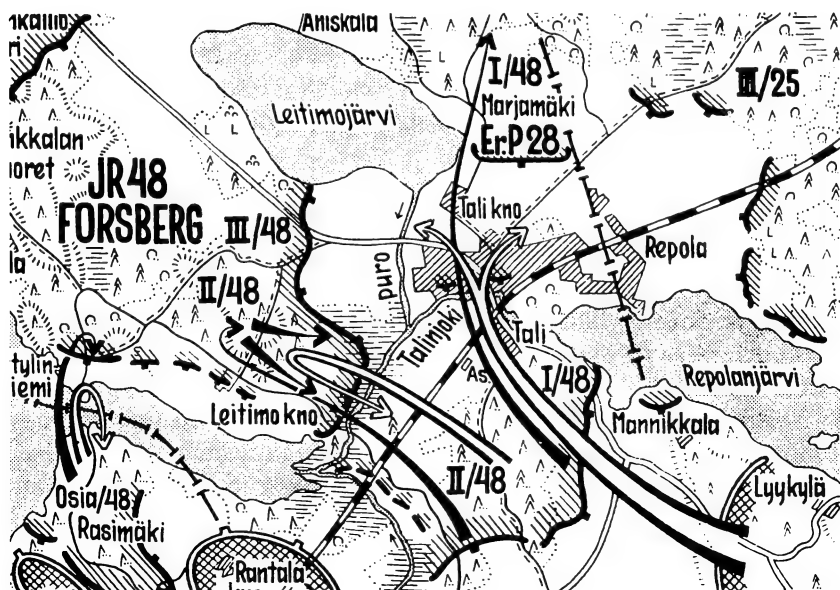 Aniskala
Leitimojärvi
I/48
Marjamäki
Er.P 28
III/25
JR 48
FORSBERG
III/48
Tali kno
Repola
II/48
puro
Talinjoki
Tali
As.
I/48
Repolanjärvi
Leitimo kno
Mannikkala
II/48
Lyykylä
Osia/48
Rasimäki
Rantala